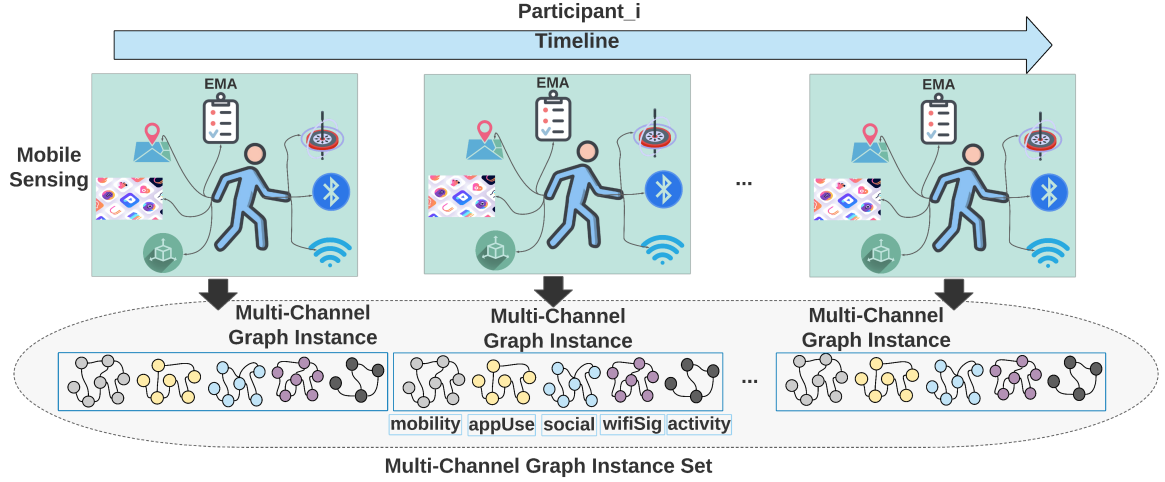 Participant_i
Timeline
EMA
EMA
EMA
Mobile
Sensing
...
Multi-Channel
Graph Instance
Multi-Channel
Graph Instance
Multi-Channel
Graph Instance
...
mobility
appUse
social
wifiSig
activity
Multi-Channel Graph Instance Set